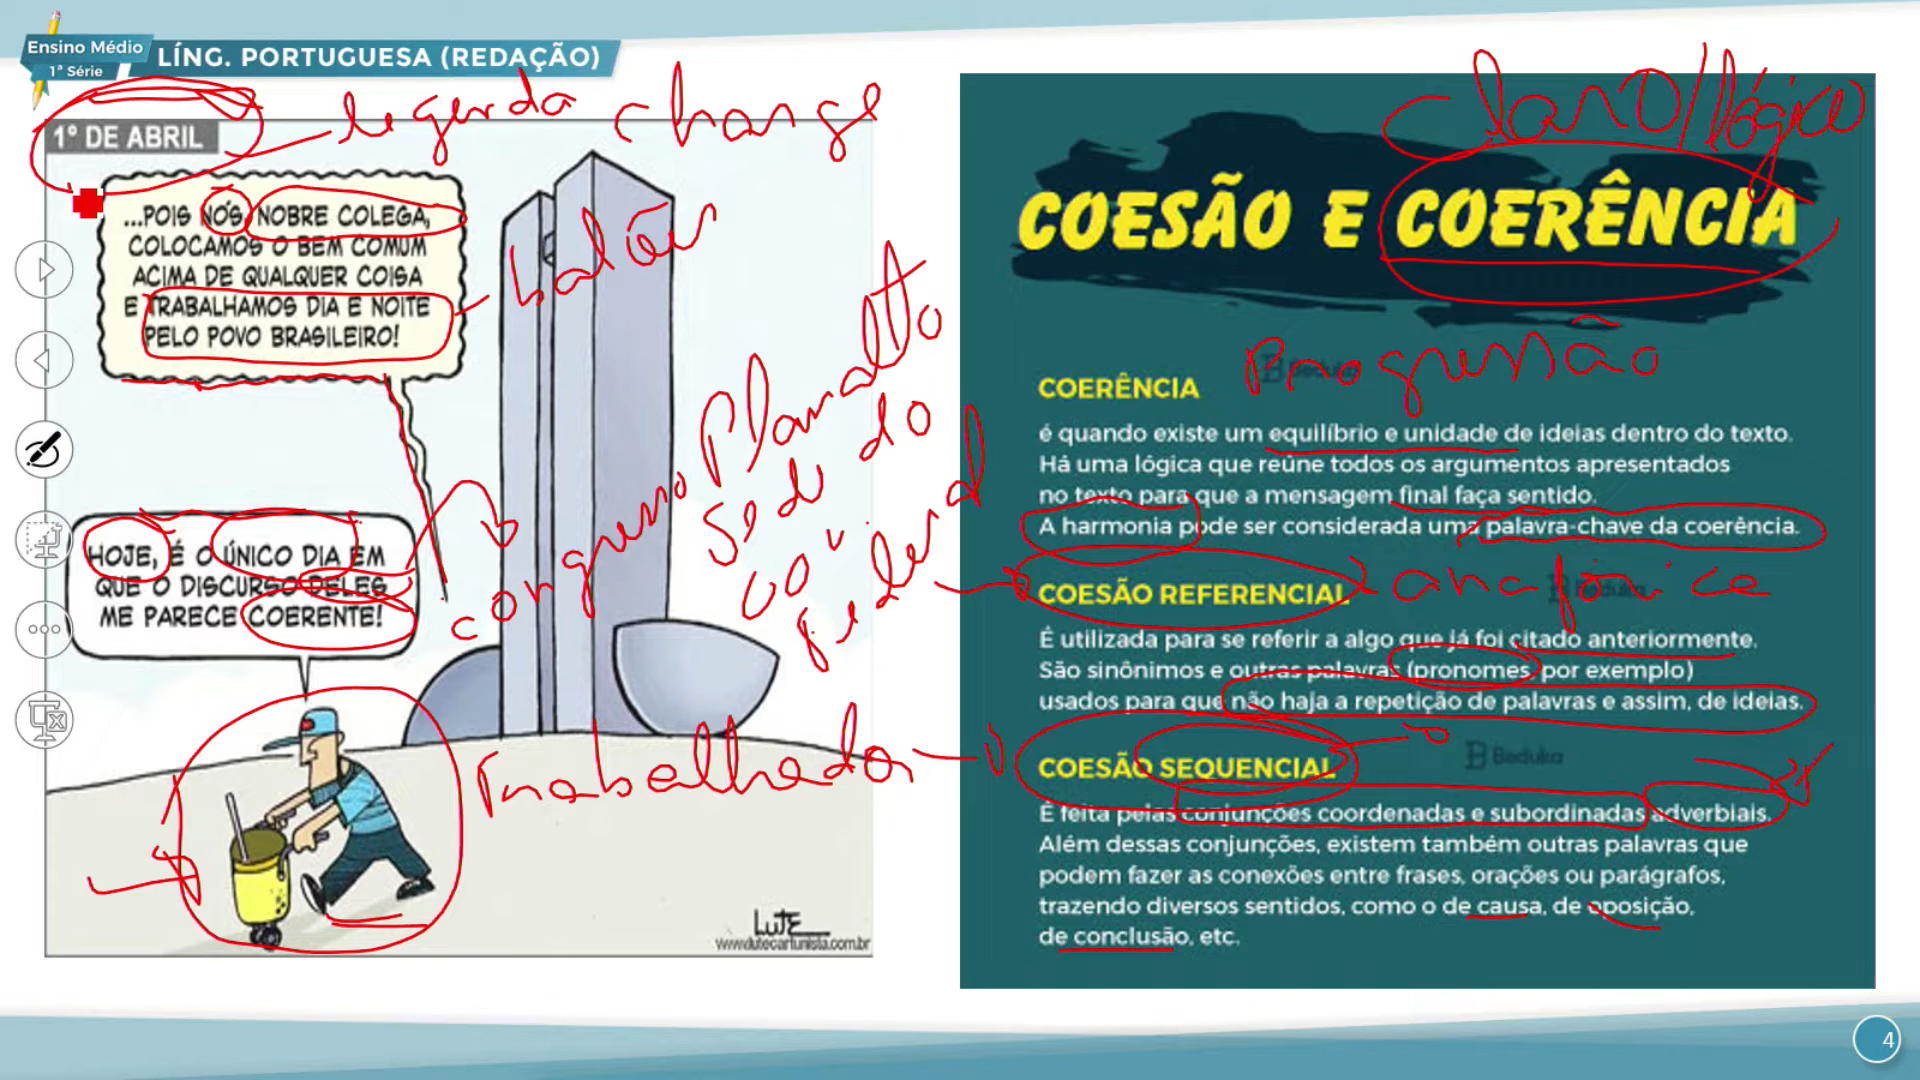 Ensino Médio
1ª Série
LÍNG. PORTUGUESA (REDAÇÃO)
legenda charge
1º DE ABRIL
...POIS NÓS, NOBRE COLEGA,
COLOCAMOS O BEM COMUM
ACIMA DE QUALQUER COISA
E TRABALHAMOS DIA E NOITE
PELO POVO BRASILEIRO!
balão
congresso Planalto
sede do
federal
HOJE, É O ÚNICO DIA EM
QUE O DISCURSO DELES
ME PARECE COERENTE!
Trabalhador
LUTE
www.lutecartunista.com.br
Claro/lógico
COESÃO E COERÊNCIA
Progressão
COERÊNCIA
é quando existe um equilíbrio e unidade de ideias dentro do texto.
Há uma lógica que reúne todos os argumentos apresentados
no texto para que a mensagem final faça sentido.
A harmonia pode ser considerada uma palavra-chave da coerência.
COESÃO REFERENCIAL
anafórica
É utilizada para se referir a algo que já foi citado anteriormente.
São sinônimos e outras palavras (pronomes por exemplo)
usados para que não haja a repetição de palavras e assim, de ideias.
Beduka
COESÃO SEQUENCIAL
É feita pelas conjunções coordenadas e subordinadas adverbiais.
Além dessas conjunções, existem também outras palavras que
podem fazer as conexões entre frases, orações ou parágrafos,
trazendo diversos sentidos, como o de causa, de oposição,
de conclusão, etc.
4